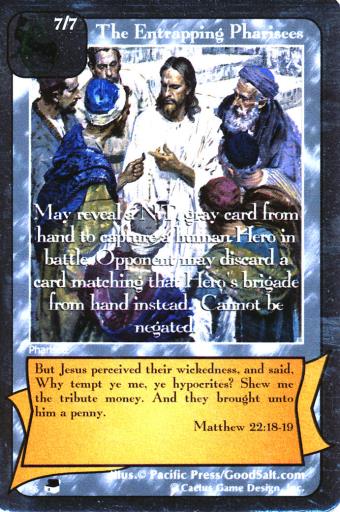 7/7
The Entrapping Pharisees
May reveal a N.T. gray card from
hand to capture a human Hero in
battle. Opponent may discard a
card matching that Hero's brigade
from hand instead. Cannot be
negated.
But Jesus perceived their wickedness, and said,
Why tempt ye me, ye hypocrites? Shew me
the tribute money. And they brought unto
him a penny.
Matthew 22:18-19
Illus.© Pacific Press/GoodSalt.com
© Cactus Game Design, Inc.